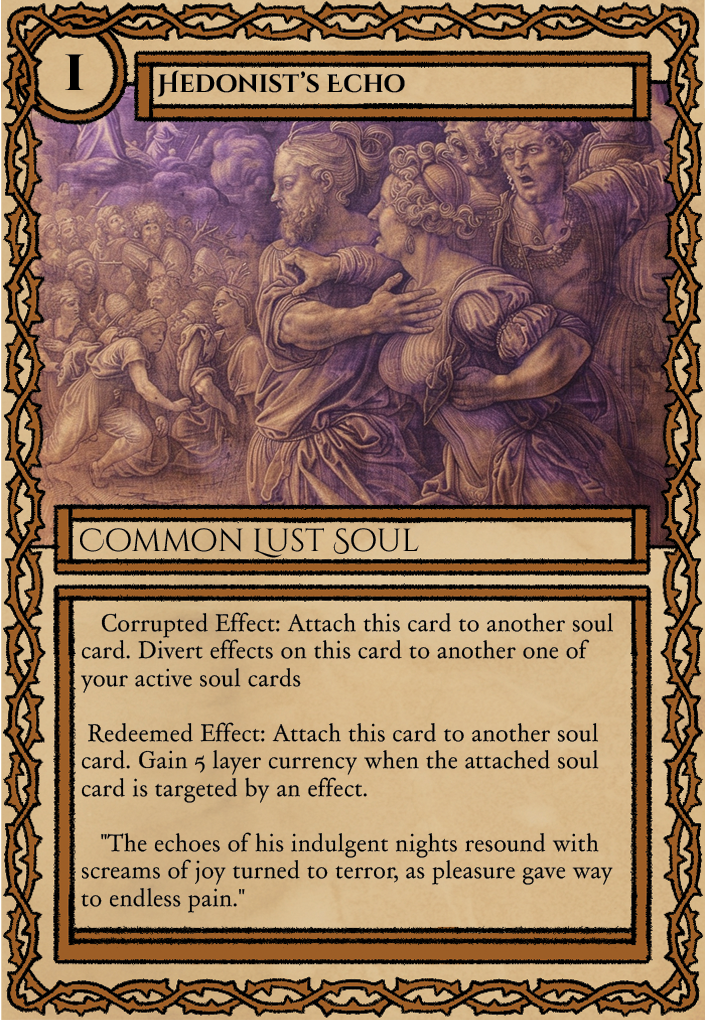 I
Hedonist's Echo
Common Lust Soul
Corrupted Effect: Attach this card to another soul
card. Divert effects on this card to another one of
your active soul cards
Redeemed Effect: Attach this card to another soul
card. Gain 5 layer currency when the attached soul
card is targeted by an effect.
"The echoes of his indulgent nights resound with
screams of joy turned to terror, as pleasure gave way
to endless pain."